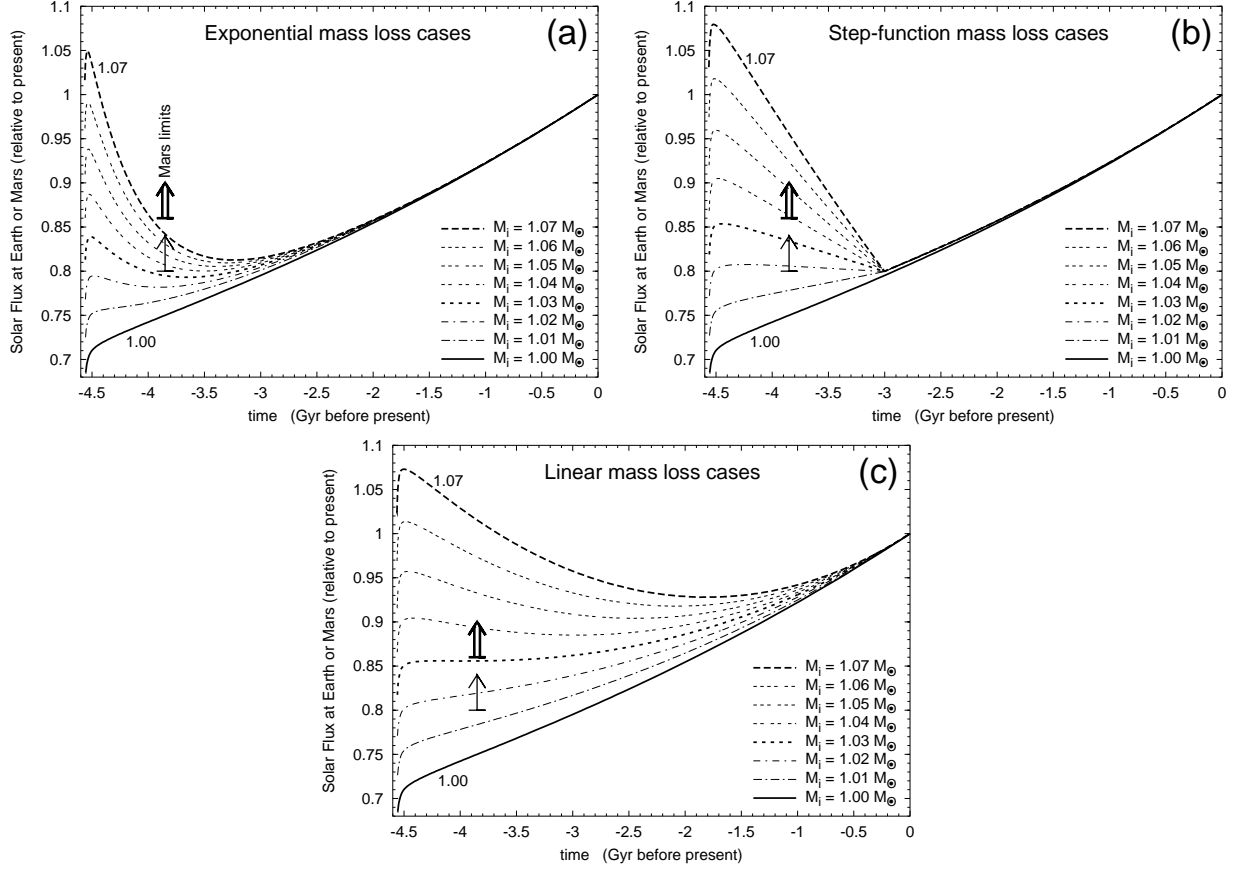 Exponential mass loss cases
(a)
1.1
1.05
1
0.95
0.9
0.85
0.8
0.75
0.7
Solar Flux at Earth or Mars (relative to present)
1.07
Mars limits
1.00
M_i = 1.07 M_☉
M_i = 1.06 M_☉
M_i = 1.05 M_☉
M_i = 1.04 M_☉
M_i = 1.03 M_☉
M_i = 1.02 M_☉
M_i = 1.01 M_☉
M_i = 1.00 M_☉
-4.5 -4 -3.5 -3 -2.5 -2 -1.5 -1 -0.5 0
time (Gyr before present)
Step-function mass loss cases
(b)
1.1
1.05
1
0.95
0.9
0.85
0.8
0.75
0.7
Solar Flux at Earth or Mars (relative to present)
1.07
1.00
M_i = 1.07 M_☉
M_i = 1.06 M_☉
M_i = 1.05 M_☉
M_i = 1.04 M_☉
M_i = 1.03 M_☉
M_i = 1.02 M_☉
M_i = 1.01 M_☉
M_i = 1.00 M_☉
-4.5 -4 -3.5 -3 -2.5 -2 -1.5 -1 -0.5 0
time (Gyr before present)
Linear mass loss cases
(c)
1.1
1.05
1
0.95
0.9
0.85
0.8
0.75
0.7
Solar Flux at Earth or Mars (relative to present)
1.07
1.00
M_i = 1.07 M_☉
M_i = 1.06 M_☉
M_i = 1.05 M_☉
M_i = 1.04 M_☉
M_i = 1.03 M_☉
M_i = 1.02 M_☉
M_i = 1.01 M_☉
M_i = 1.00 M_☉
-4.5 -4 -3.5 -3 -2.5 -2 -1.5 -1 -0.5 0
time (Gyr before present)